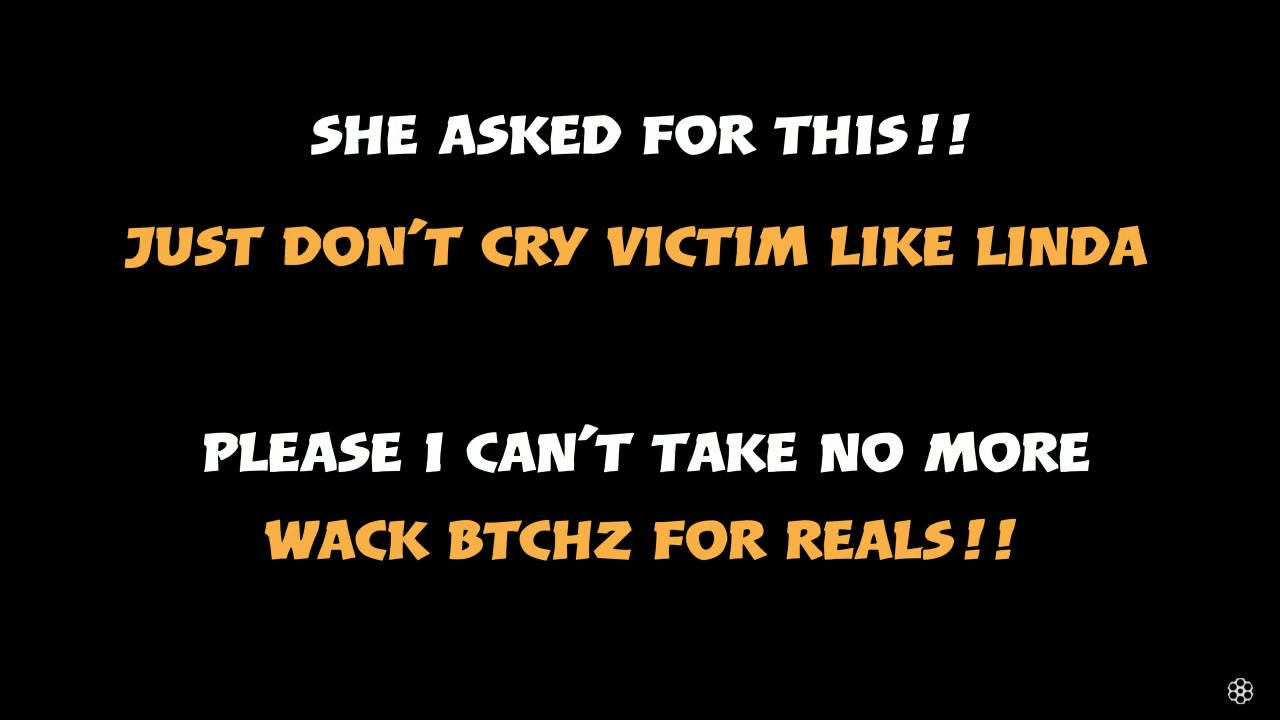 SHE ASKED FOR THIS!!
JUST DON'T CRY VICTIM LIKE LINDA
PLEASE I CAN'T TAKE NO MORE
WACK BTCHZ FOR REALS!!